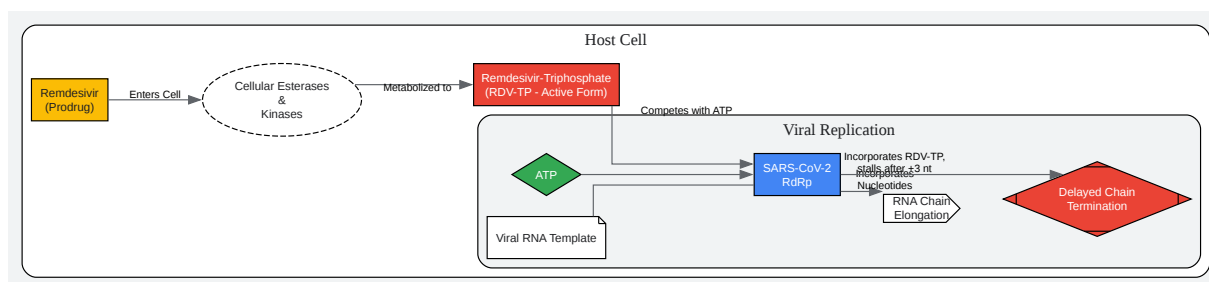 Host Cell
Remdesivir
(Prodrug)
Enters Cell
Cellular Esterases
&
Kinases
Metabolized to
Remdesivir-Triphosphate
(RDV-TP - Active Form)
Competes with ATP
Viral Replication
ATP
Viral RNA Template
SARS-CoV-2
RdRp
Incorporates RDV-TP,
stalls after +3 nt
Incorporates
Nucleotides
RNA Chain
Elongation
Delayed Chain
Termination